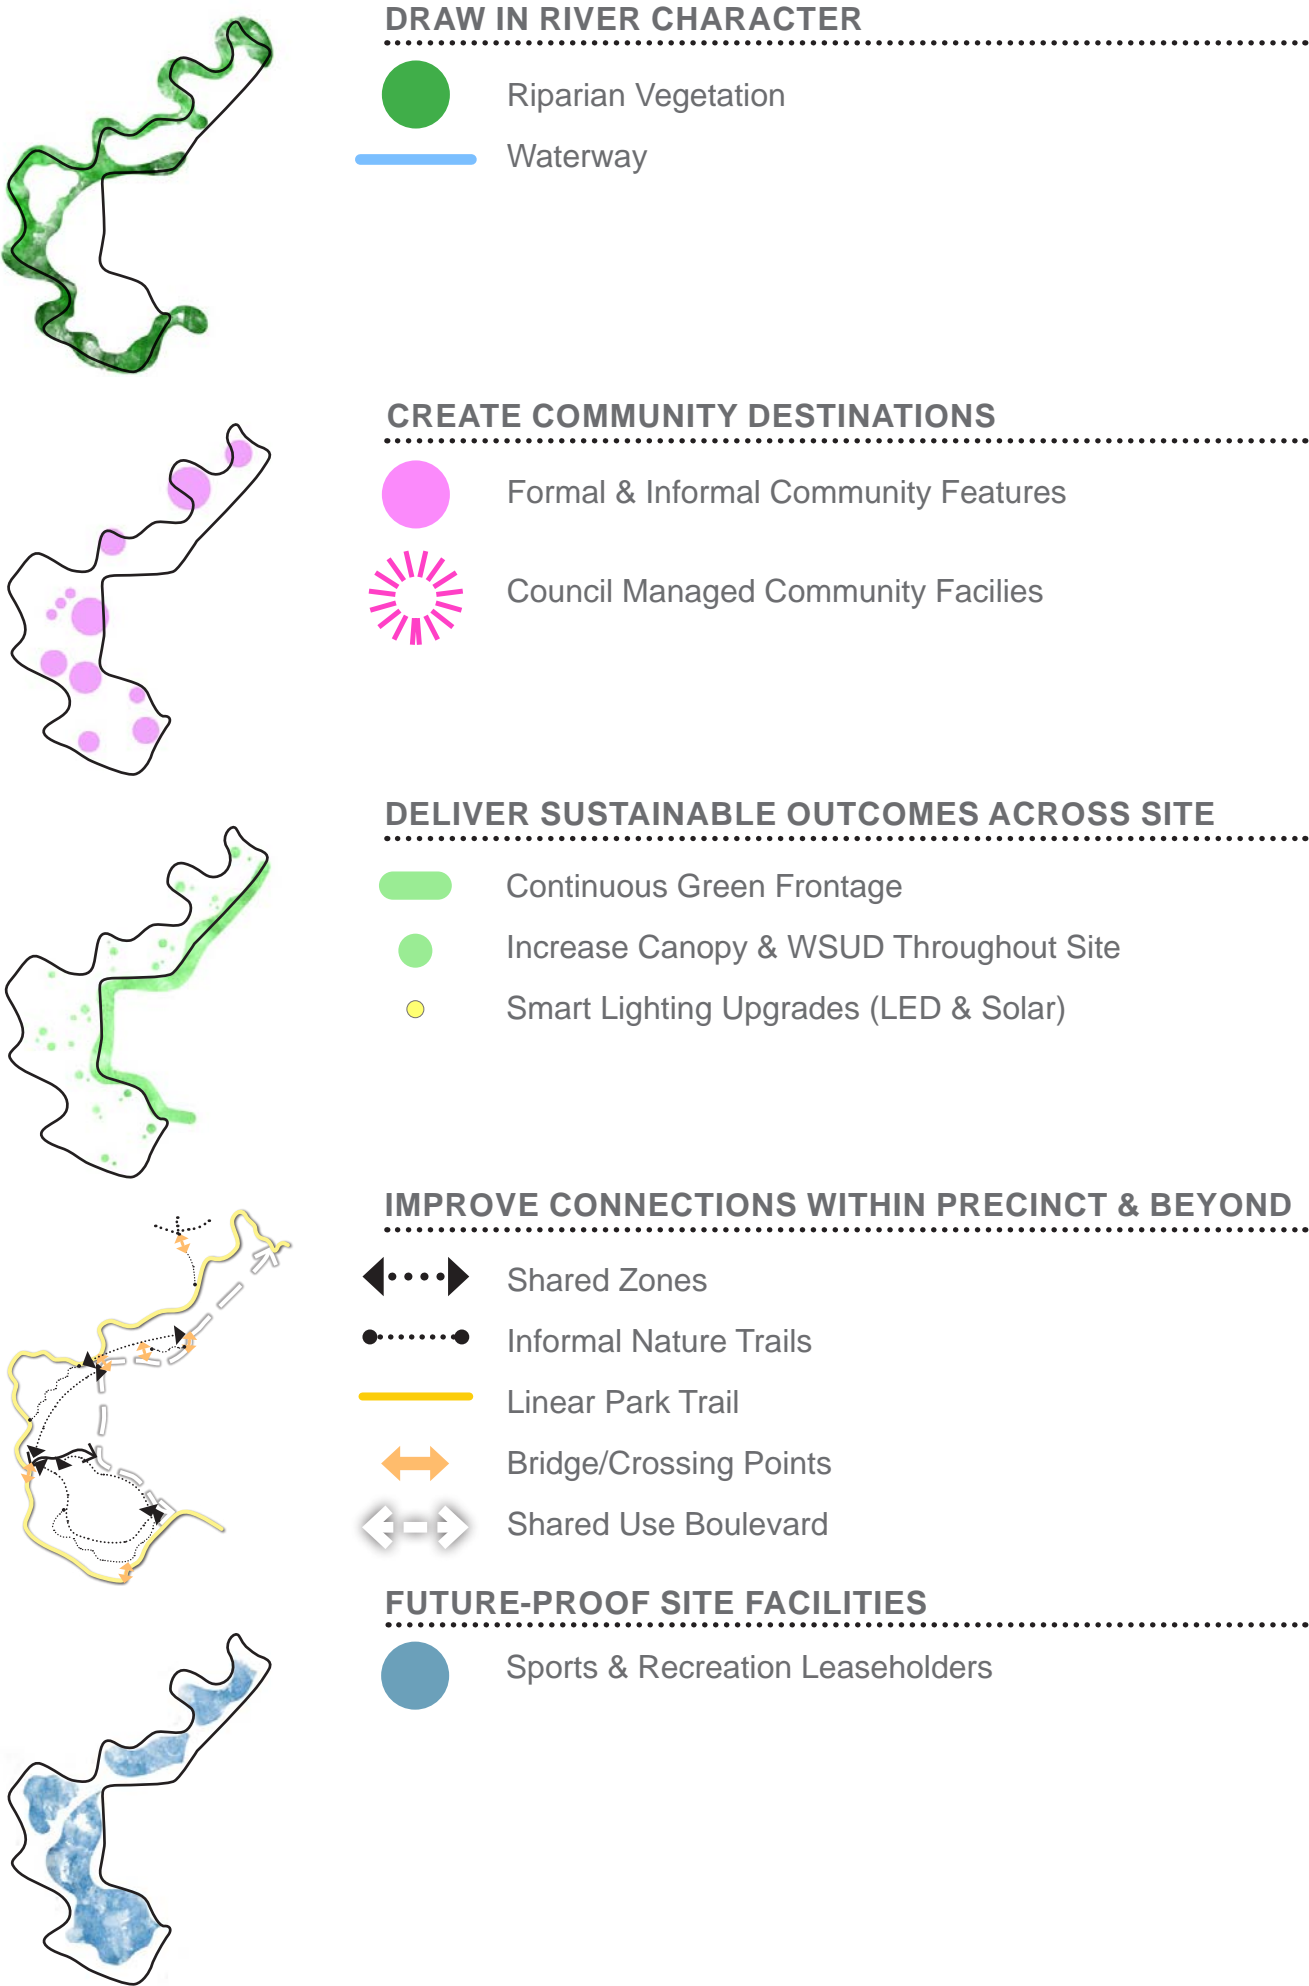 DRAW IN RIVER CHARACTER
Riparian Vegetation
Waterway
CREATE COMMUNITY DESTINATIONS
Formal & Informal Community Features
Council Managed Community Facilies
DELIVER SUSTAINABLE OUTCOMES ACROSS SITE
Continuous Green Frontage
Increase Canopy & WSUD Throughout Site
Smart Lighting Upgrades (LED & Solar)
IMPROVE CONNECTIONS WITHIN PRECINCT & BEYOND
Shared Zones
Informal Nature Trails
Linear Park Trail
Bridge/Crossing Points
Shared Use Boulevard
FUTURE-PROOF SITE FACILITIES
Sports & Recreation Leaseholders